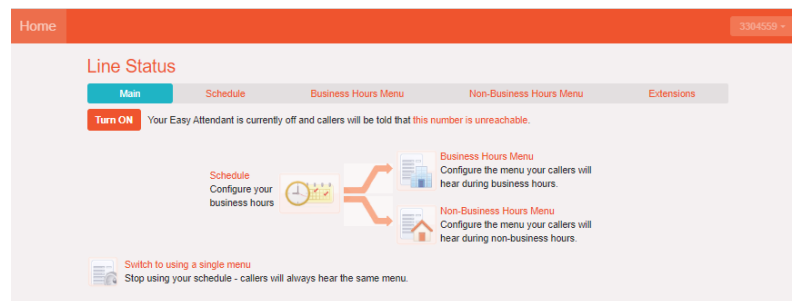 Home
3304559
Line Status
Main Schedule Business Hours Menu Non-Business Hours Menu Extensions
Turn ON Your Easy Attendant is currently off and callers will be told that this number is unreachable.
Schedule
Configure your
business hours
Business Hours Menu
Configure the menu your callers will
hear during business hours.
Non-Business Hours Menu
Configure the menu your callers will
hear during non-business hours.
Switch to using a single menu
Stop using your schedule - callers will always hear the same menu.